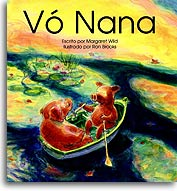 Vó Nana
Escrito por Margaret Wild
Ilustrado por Ron Brooks